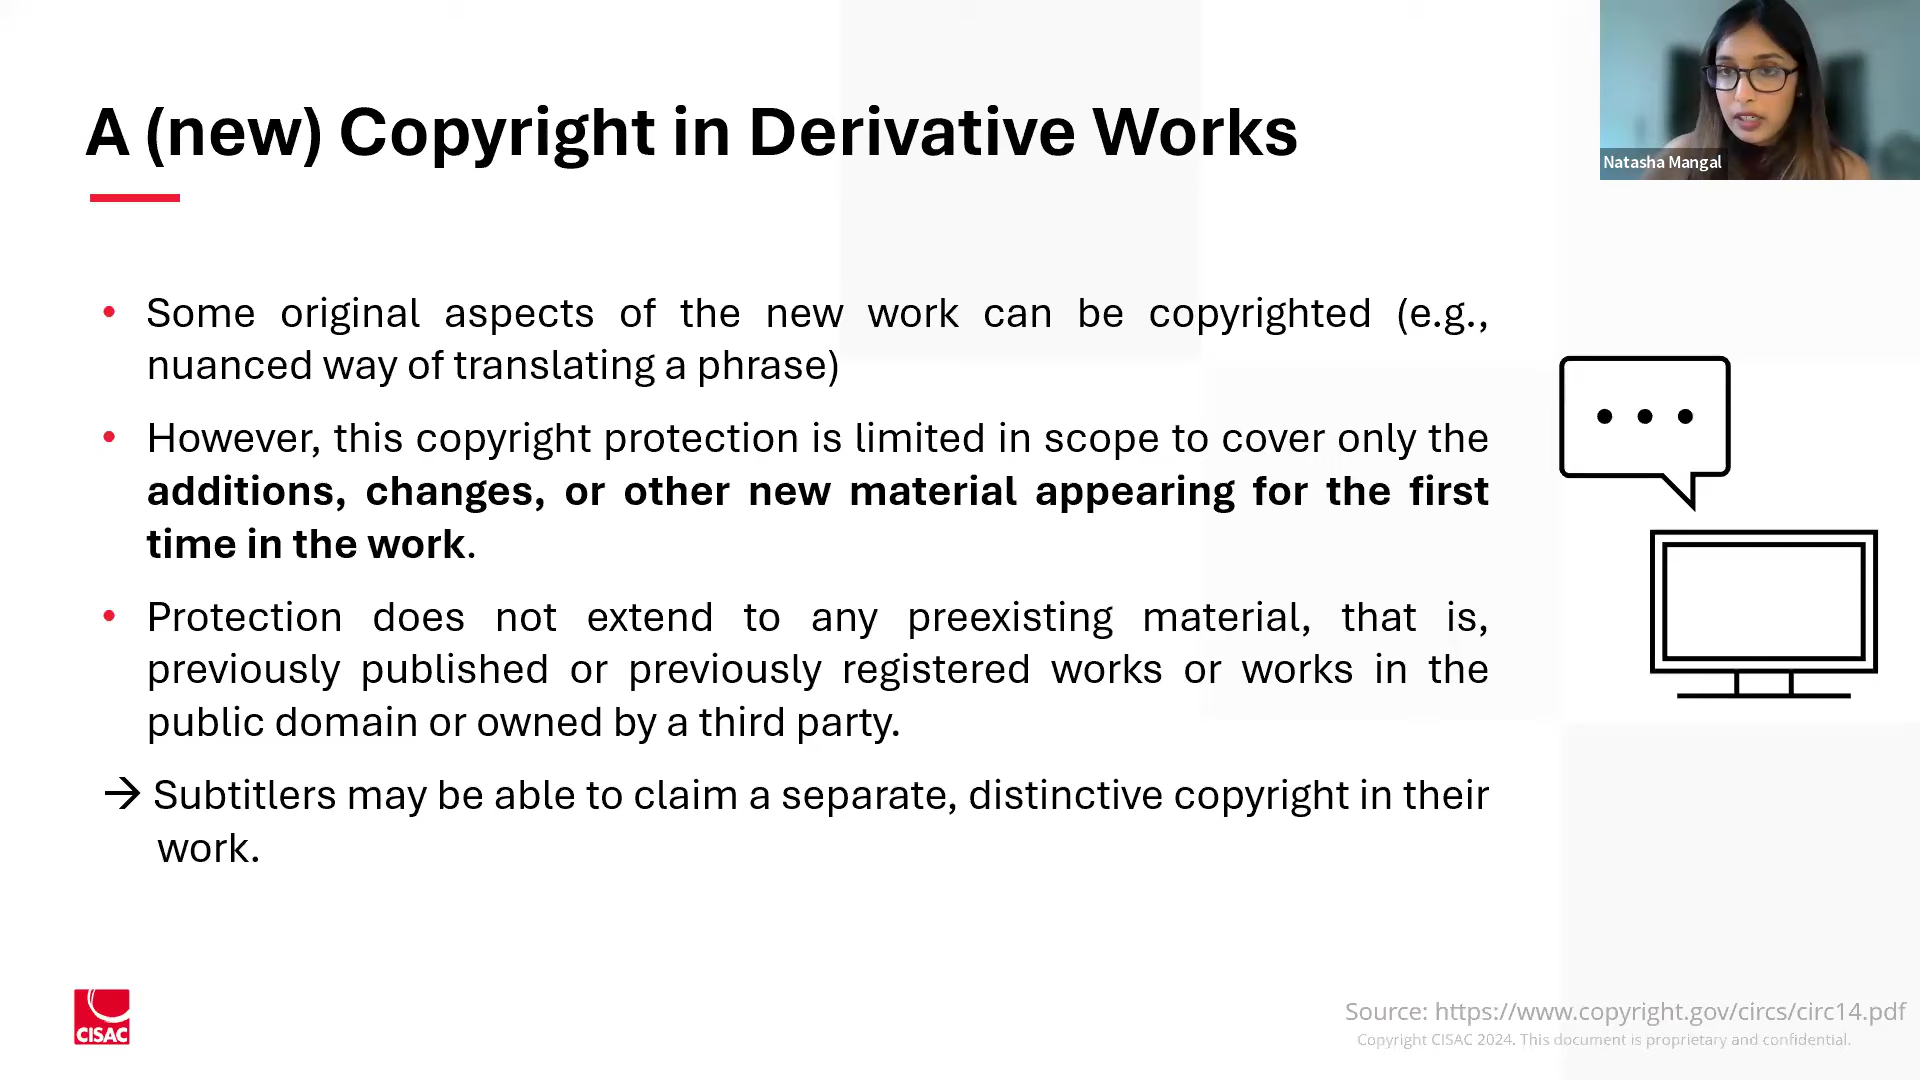 A (new) Copyright in Derivative Works
Natasha Mangal
• Some original aspects of the new work can be copyrighted (e.g.,
nuanced way of translating a phrase)
• However, this copyright protection is limited in scope to cover only the
additions, changes, or other new material appearing for the first
time in the work.
• Protection does not extend to any preexisting material, that is,
previously published or previously registered works or works in the
public domain or owned by a third party.
→ Subtitlers may be able to claim a separate, distinctive copyright in their
work.
CISAC
Source: https://www.copyright.gov/circs/circ14.pdf
Copyright CISAC 2024. This document is proprietary and confidential.